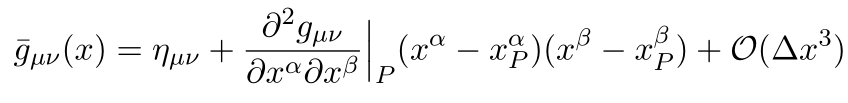 $\bar{g}_{\mu\nu}(x) = \eta_{\mu\nu} + \frac{\partial^2 g_{\mu\nu}}{\partial x^\alpha \partial x^\beta}\Big|_P (x^\alpha - x_P^\alpha)(x^\beta - x_P^\beta) + \mathcal{O}(\Delta x^3)$